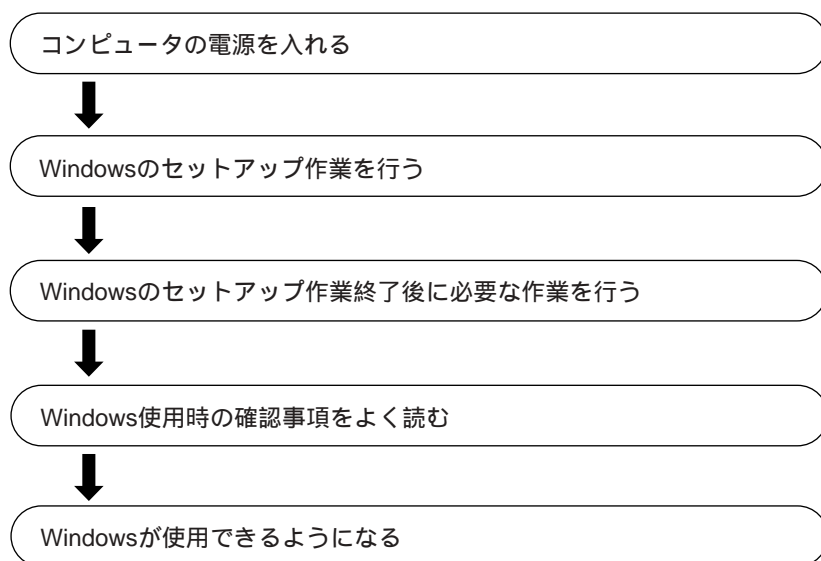 コンピュータの電源を入れる
Windowsのセットアップ作業を行う
Windowsのセットアップ作業終了後に必要な作業を行う
Windows使用時の確認事項をよく読む
Windowsが使用できるようになる